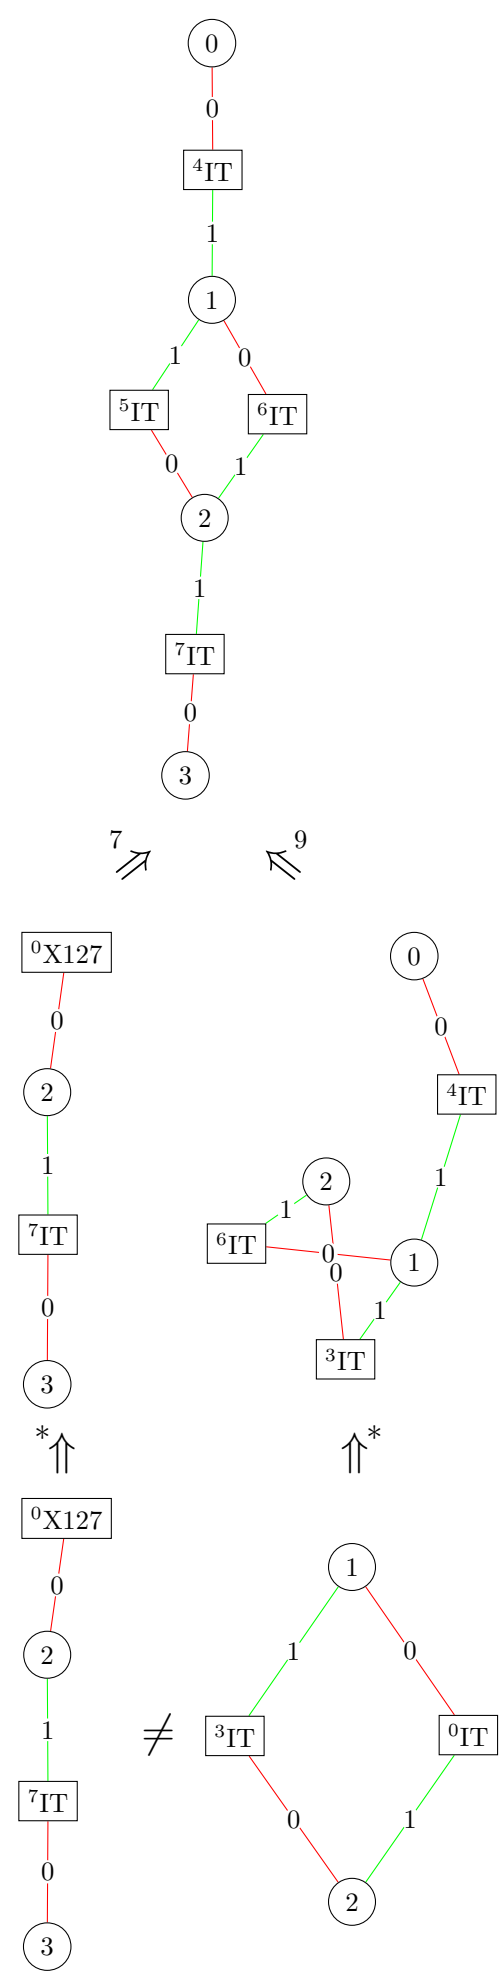 0
0
⁴IT
1
1
1 0
⁵IT ⁶IT
0 1
2
1
⁷IT
0
3
7 ⇗ ⇖ 9
⁰X127 0
0 0
2 ⁴IT
1 2 1
1
⁷IT ⁶IT 0 1
0
0 1
3 ³IT
* ⇑ ⇑ *
⁰X127
1
0
2 1 0
1 ≠ ³IT ⁰IT
⁷IT
0 1
0
2
3